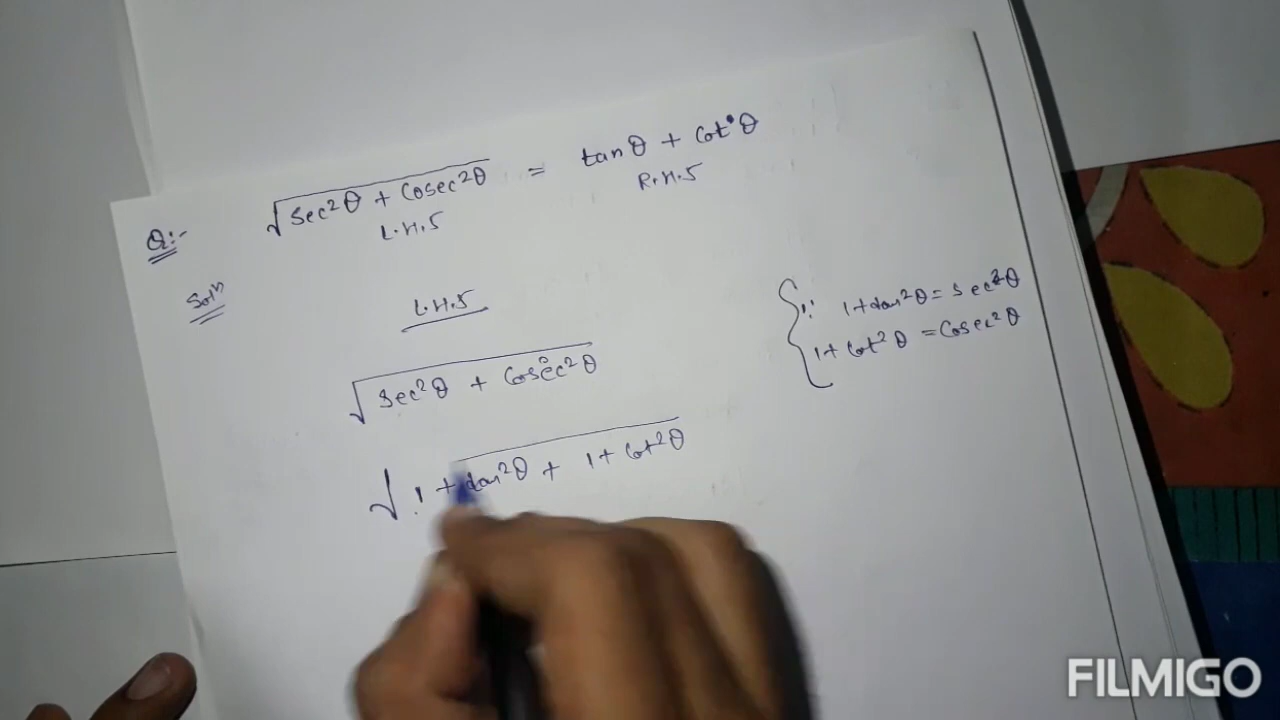 Q:- √sec²θ + cosec²θ = tanθ + cot θ
L.H.S R.H.S
Solⁿ
L.H.S
√sec²θ + cosec²θ
{∵ 1+tan²θ = sec²θ
1+cot²θ = cosec²θ
√1+tan²θ + 1+cot²θ
FILMIGO